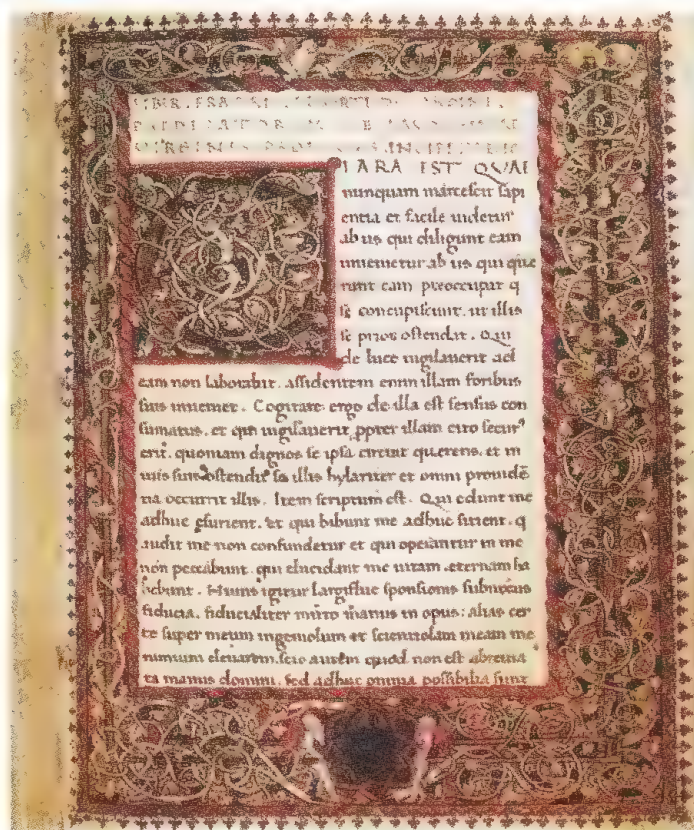 LIARA EST QUAE
nunquam marcescit sapi
entia et facile uidetur
ab iis qui diligunt eam
inuenietur ab iis qui que
runt eam preoccupat q
se concupiscunt. ut illis
se prior ostendat. Qui
de luce uigilauerit ad
eam non laborabit. assidentem enim illam foribus
suis inueniet. Cogitare ergo de illa est sensus con
sumatus. et qui uigilauerit ppter illam cito secur
erit. quoniam dignos se ipsa circuit querens. et in
uiis suis ostendit se illis hylariter et omni prouidē
tia occurrit illis. Item scriptum est. Qui edunt me
adhuc esurient. et qui bibunt me adhuc sitient. q
audit me non confundetur et qui operantur in me
non peccabunt. qui elucidant me uitam eternam ha
bebunt. Huius igitur largiflue sponsionis subnixus
fiducia. fiducialiter mitto manus in opus: alias cer
te super meum ingeniolum et scientiolam meam me
nimium eleuarem. scio autem quod non est abreuia
ta manus domini. sed adhuc omnia possibilia sunt